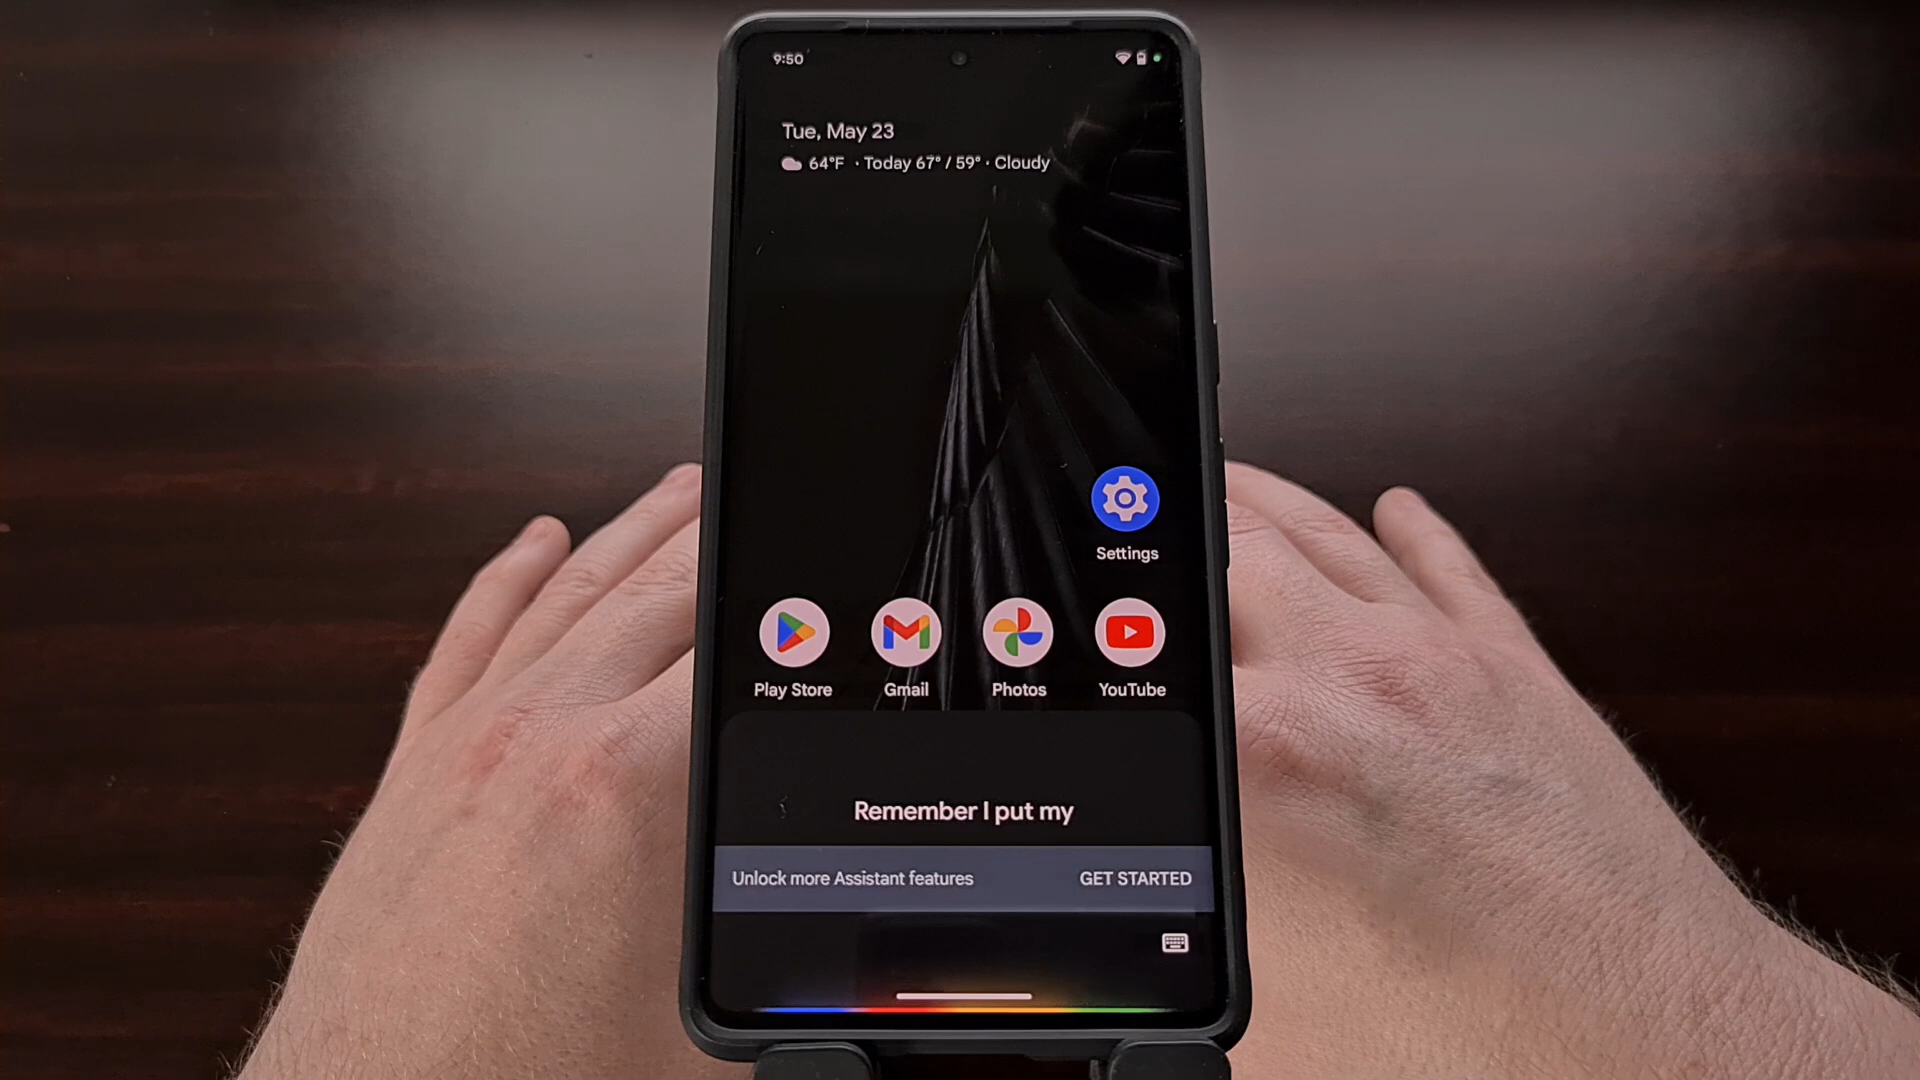 9:50
Tue, May 23
64°F · Today 67° / 59° · Cloudy
Settings
Play Store
Gmail
Photos
YouTube
Remember I put my
Unlock more Assistant features
GET STARTED